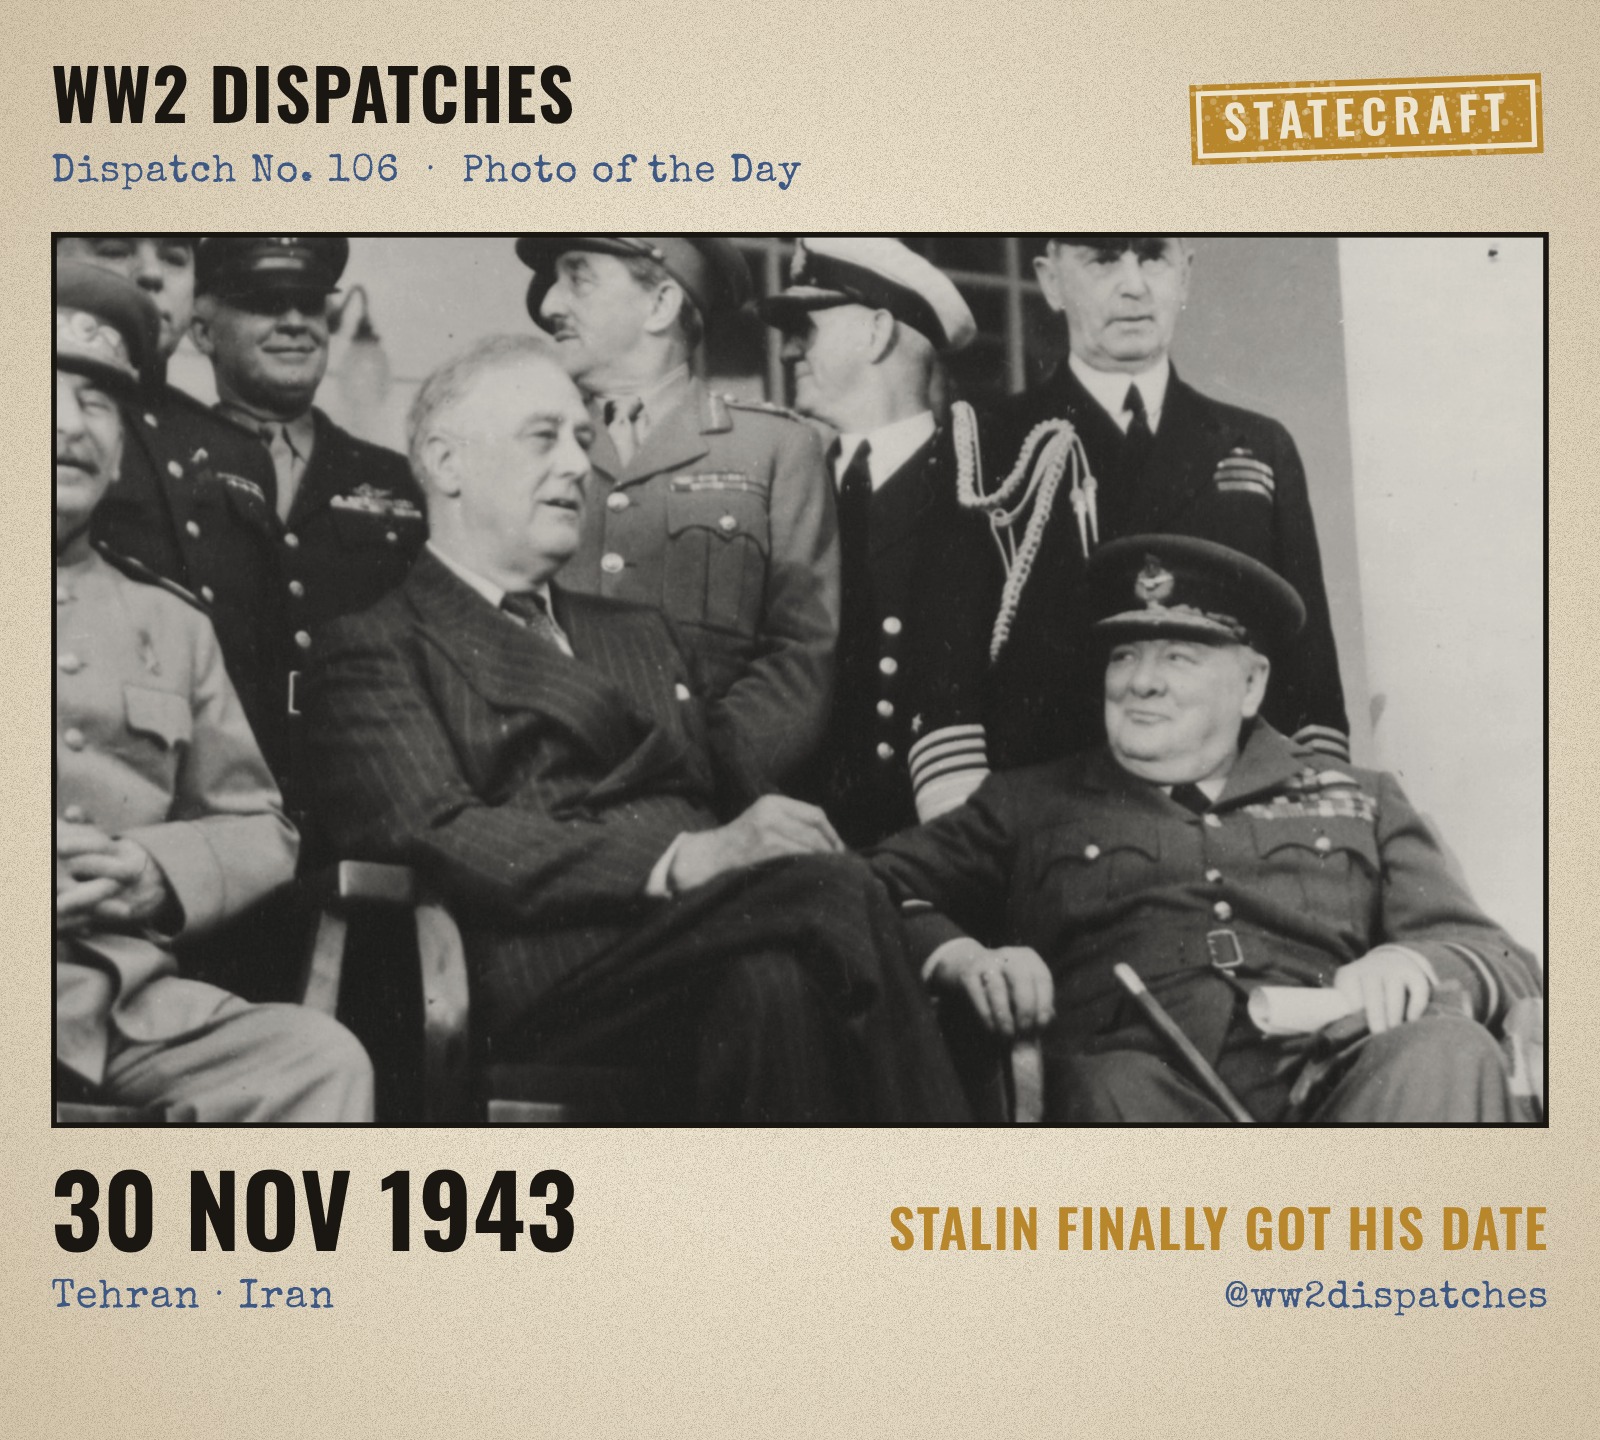 WW2 DISPATCHES
STATECRAFT
Dispatch No. 106 · Photo of the Day
30 NOV 1943
STALIN FINALLY GOT HIS DATE
Tehran · Iran
@ww2dispatches